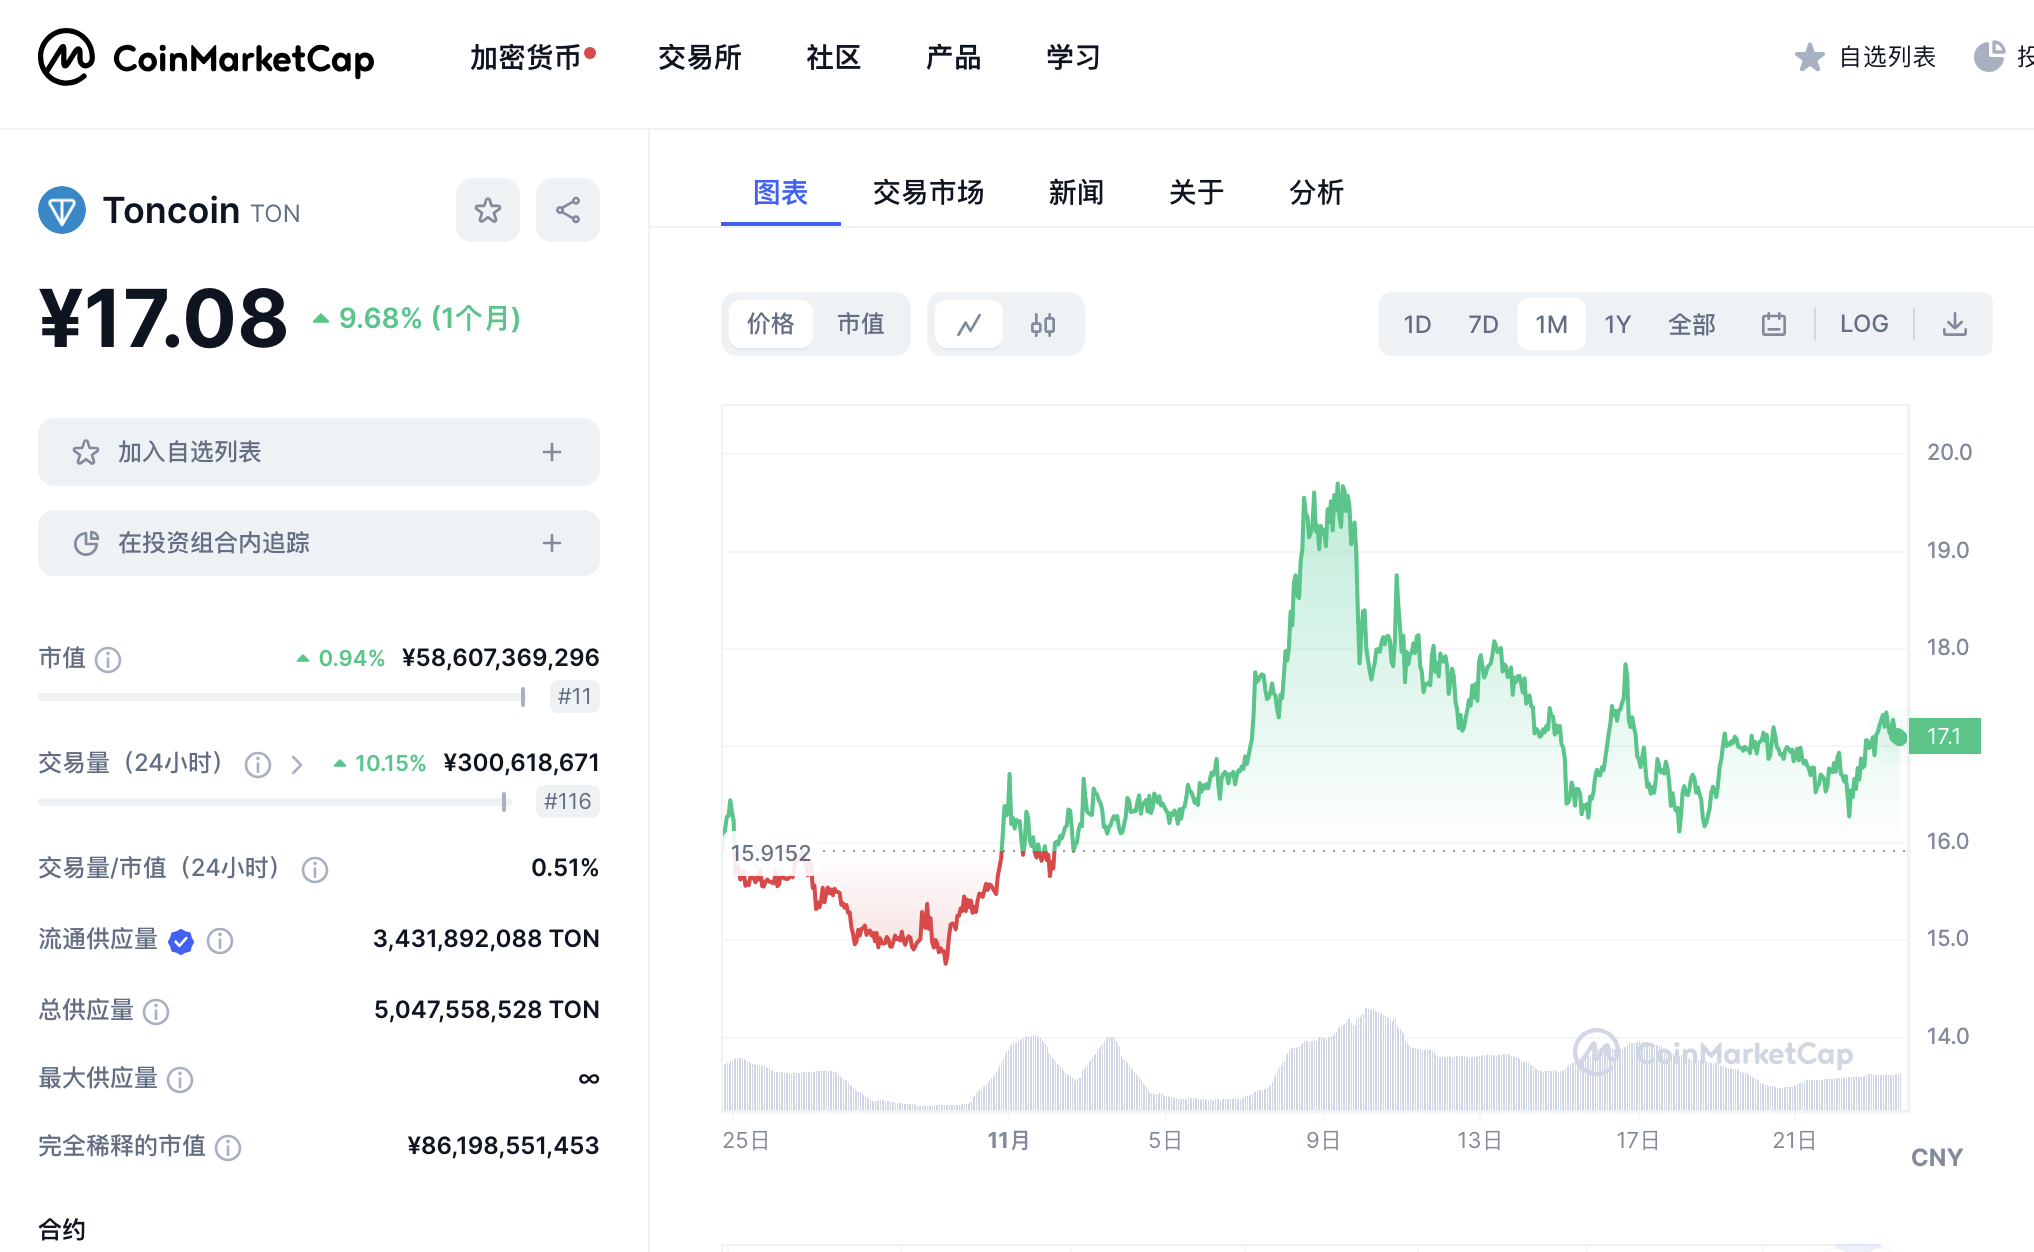 CoinMarketCap
加密货币
交易所
社区
产品
学习
自选列表
Toncoin TON
¥17.08
9.68% (1个月)
加入自选列表
在投资组合内追踪
市值
0.94%
¥58,607,369,296
#11
交易量（24小时）
10.15%
¥300,618,671
#116
交易量/市值（24小时）
0.51%
流通供应量
3,431,892,088 TON
总供应量
5,047,558,528 TON
最大供应量
∞
完全稀释的市值
¥86,198,551,453
合约
图表
交易市场
新闻
关于
分析
价格
市值
1D
7D
1M
1Y
全部
LOG
20.0
19.0
18.0
17.1
16.0
15.0
14.0
15.9152
CoinMarketCap
25日
11月
5日
9日
13日
17日
21日
CNY